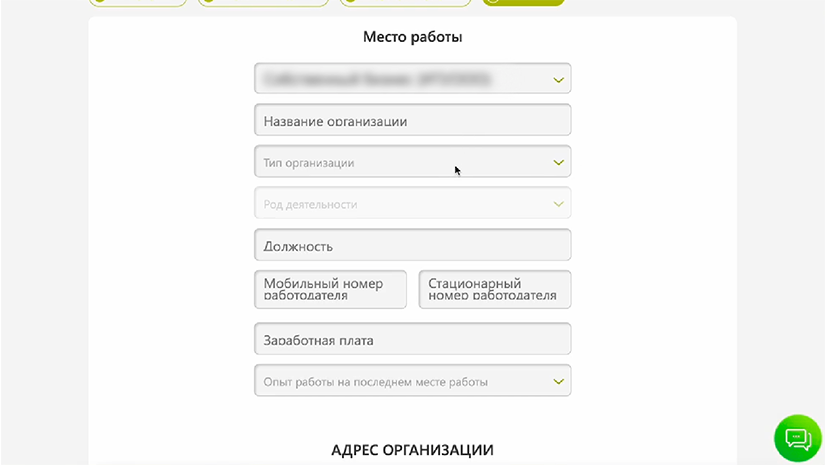 Место работы
Название организации
Тип организации
Род деятельности
Должность
Мобильный номер
работодателя
Стационарный
номер работодателя
Заработная плата
Опыт работы на последнем месте работы
АДРЕС ОРГАНИЗАЦИИ